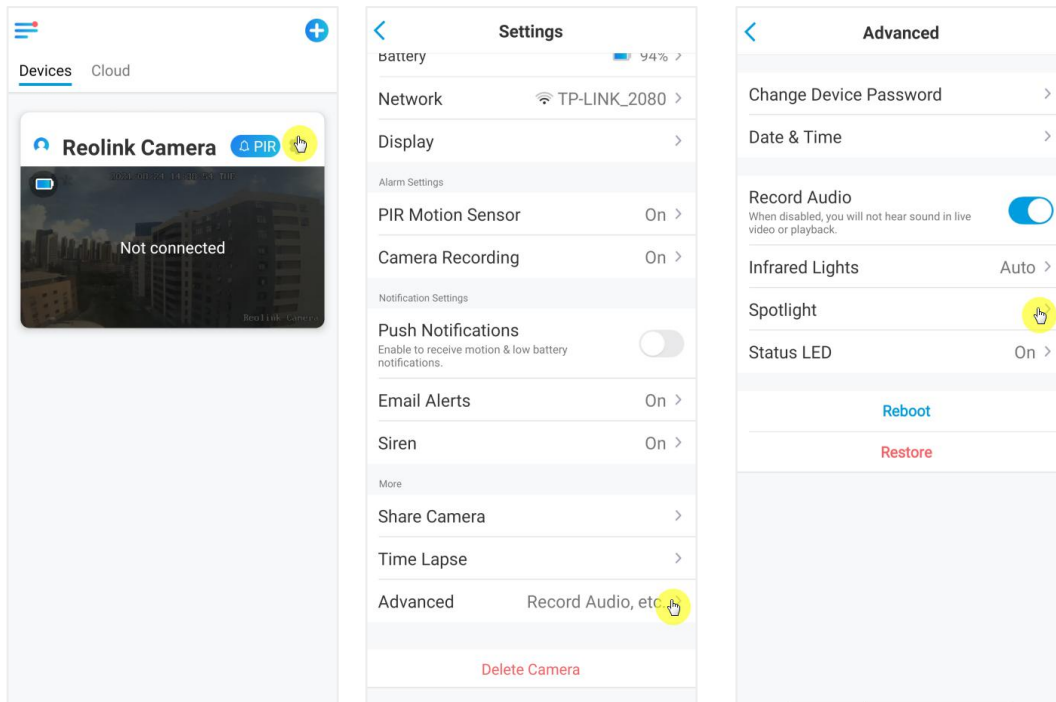 Devices Cloud
Reolink Camera PIR
Not connected
Reolink Camera
Settings
Battery 94%
Network TP-LINK_2080
Display
Alarm Settings
PIR Motion Sensor On
Camera Recording On
Notification Settings
Push Notifications
Enable to receive motion & low battery
notifications.
Email Alerts On
Siren On
More
Share Camera
Time Lapse
Advanced Record Audio, etc.
Delete Camera
Advanced
Change Device Password
Date & Time
Record Audio
When disabled, you will not hear sound in live
video or playback.
Infrared Lights Auto
Spotlight
Status LED On
Reboot
Restore